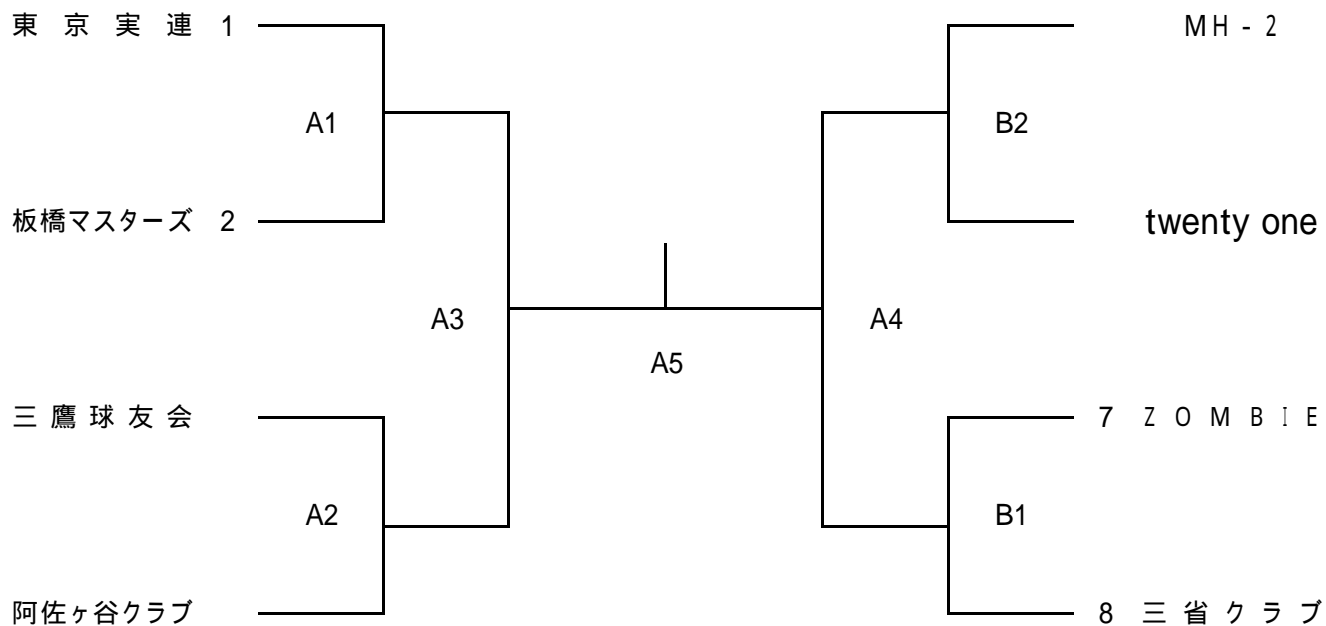 東京実連 1
MH-2
A1
B2
板橋マスターズ 2
twenty one
A3
A4
A5
三鷹球友会
7 ZOMBIE
A2
B1
阿佐ヶ谷クラブ
8 三省クラブ